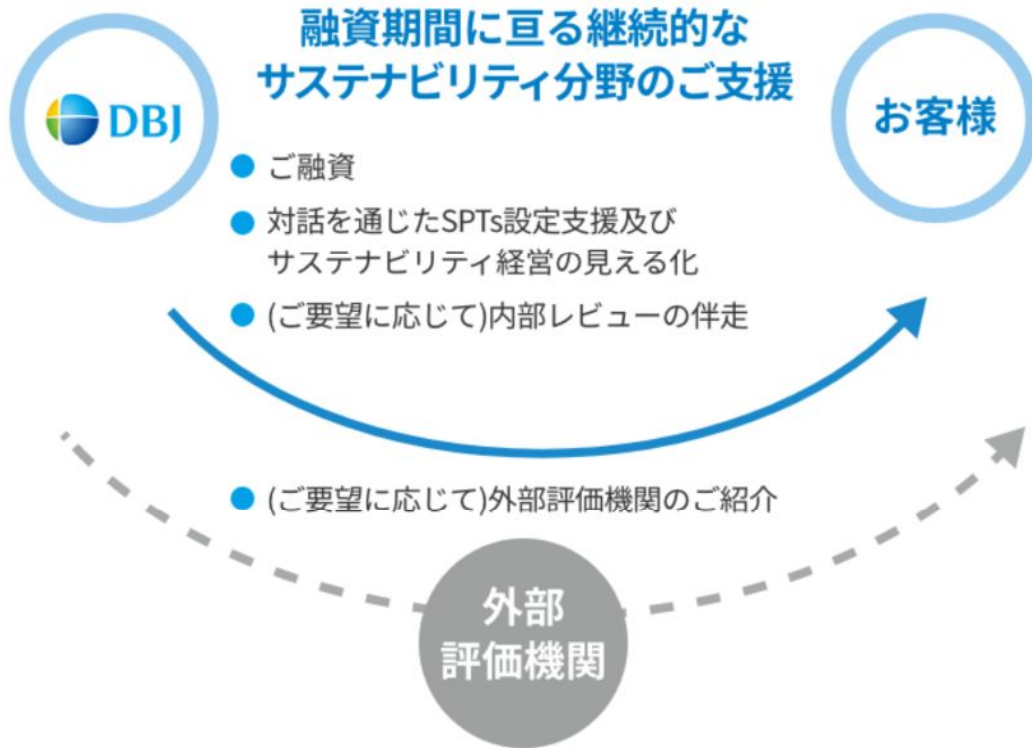 融資期間に亘る継続的な
サステナビリティ分野のご支援
DBJ
お客様
ご融資
対話を通じたSPTs設定支援及び
サステナビリティ経営の見える化
(ご要望に応じて)内部レビューの伴走
(ご要望に応じて)外部評価機関のご紹介
外部
評価機関